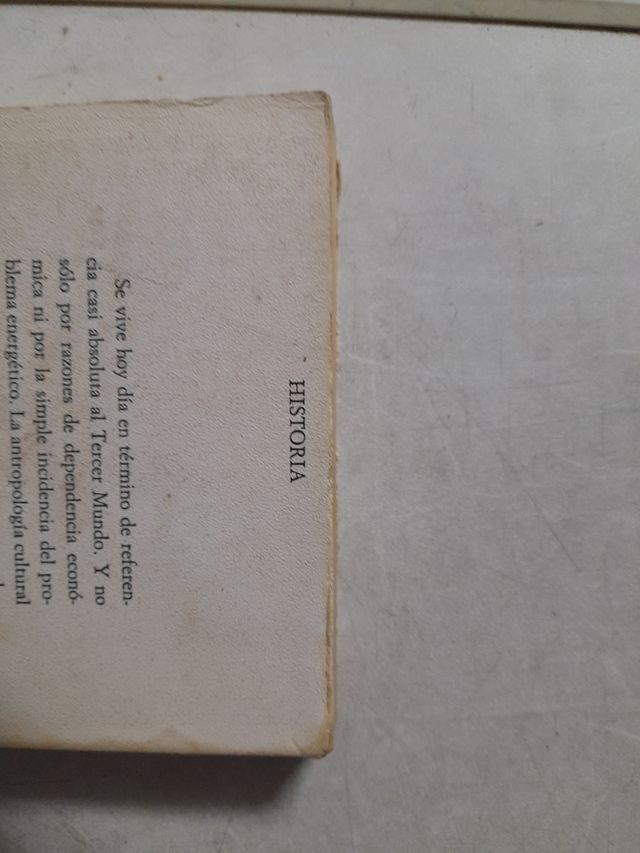 HISTORIA
Se vive hoy día en término de referen-
cia casi absoluta al Tercer Mundo. Y no
sólo por razones de dependencia econó-
mica ni por la simple incidencia del pro-
blema energético. La antropología cultural